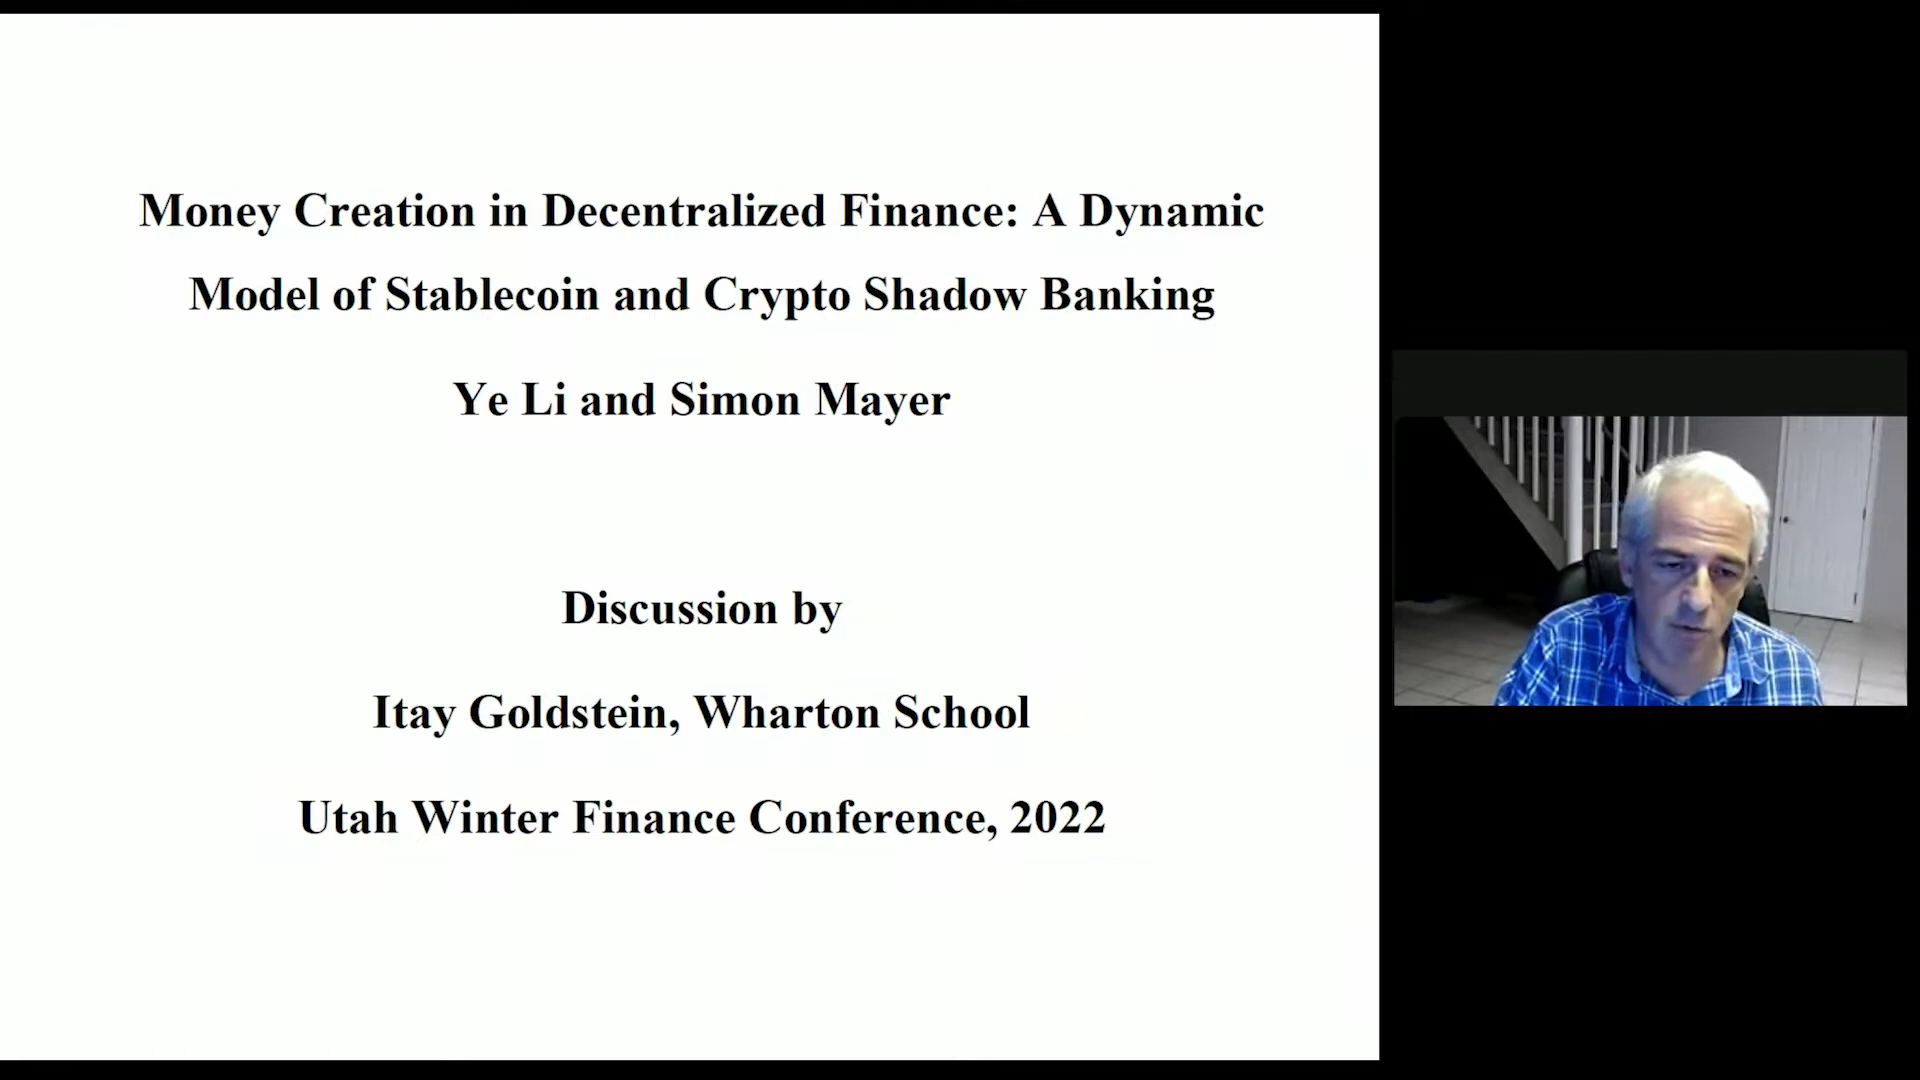 Money Creation in Decentralized Finance: A Dynamic
Model of Stablecoin and Crypto Shadow Banking
Ye Li and Simon Mayer
Discussion by
Itay Goldstein, Wharton School
Utah Winter Finance Conference, 2022